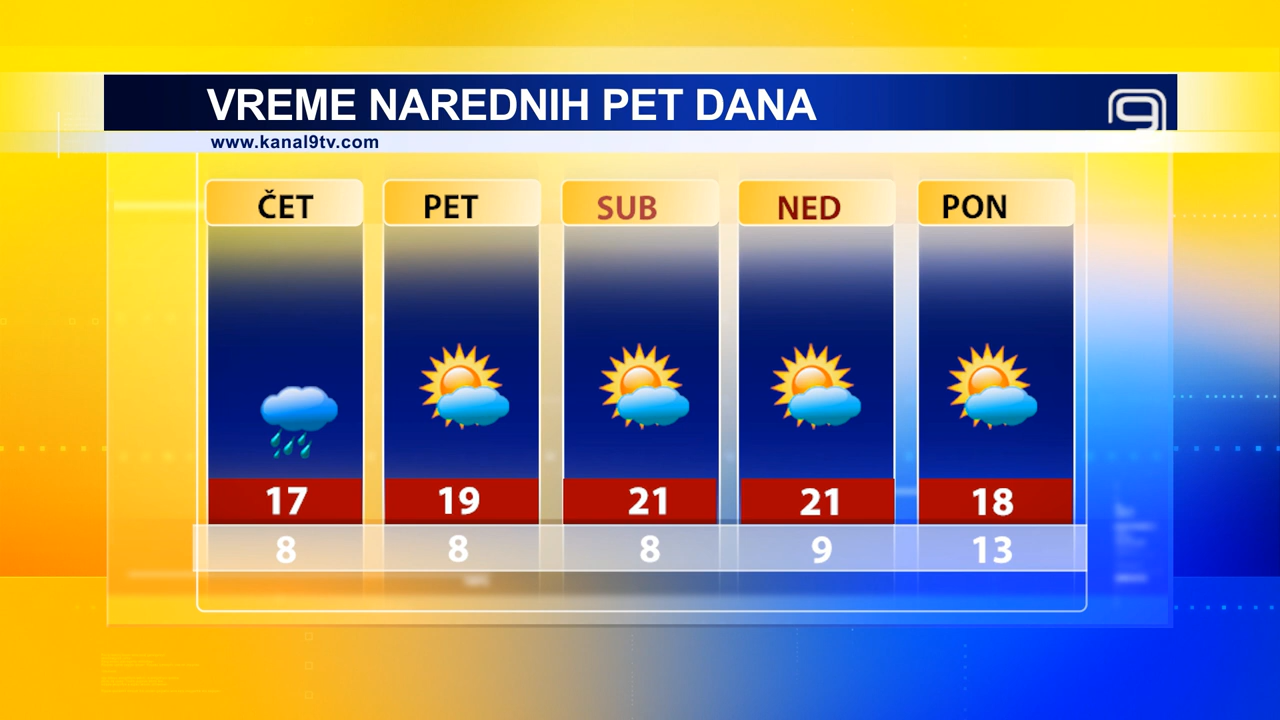 VREME NAREDNIH PET DANA
9
www.kanal9tv.com
ČET PET SUB NED PON
17 19 21 21 18
8 8 8 9 13